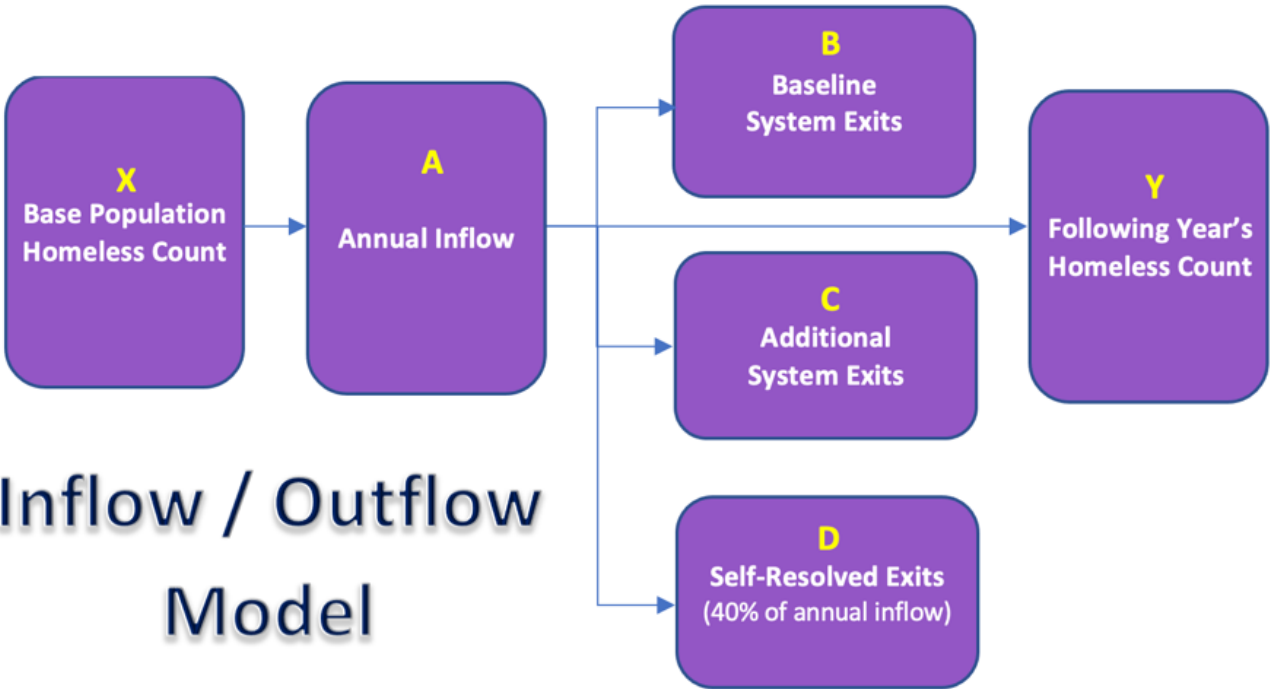 X
Base Population
Homeless Count
A
Annual Inflow
B
Baseline
System Exits
C
Additional
System Exits
D
Self-Resolved Exits
(40% of annual inflow)
Y
Following Year’s
Homeless Count
Inflow / Outflow
Model